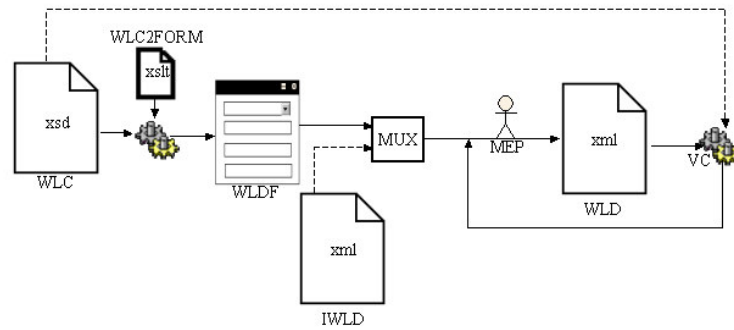 WLC2FORM
xslt
xsd
WLC
WLDF
MUX
MEP
xml
WLD
VC
xml
IWLD